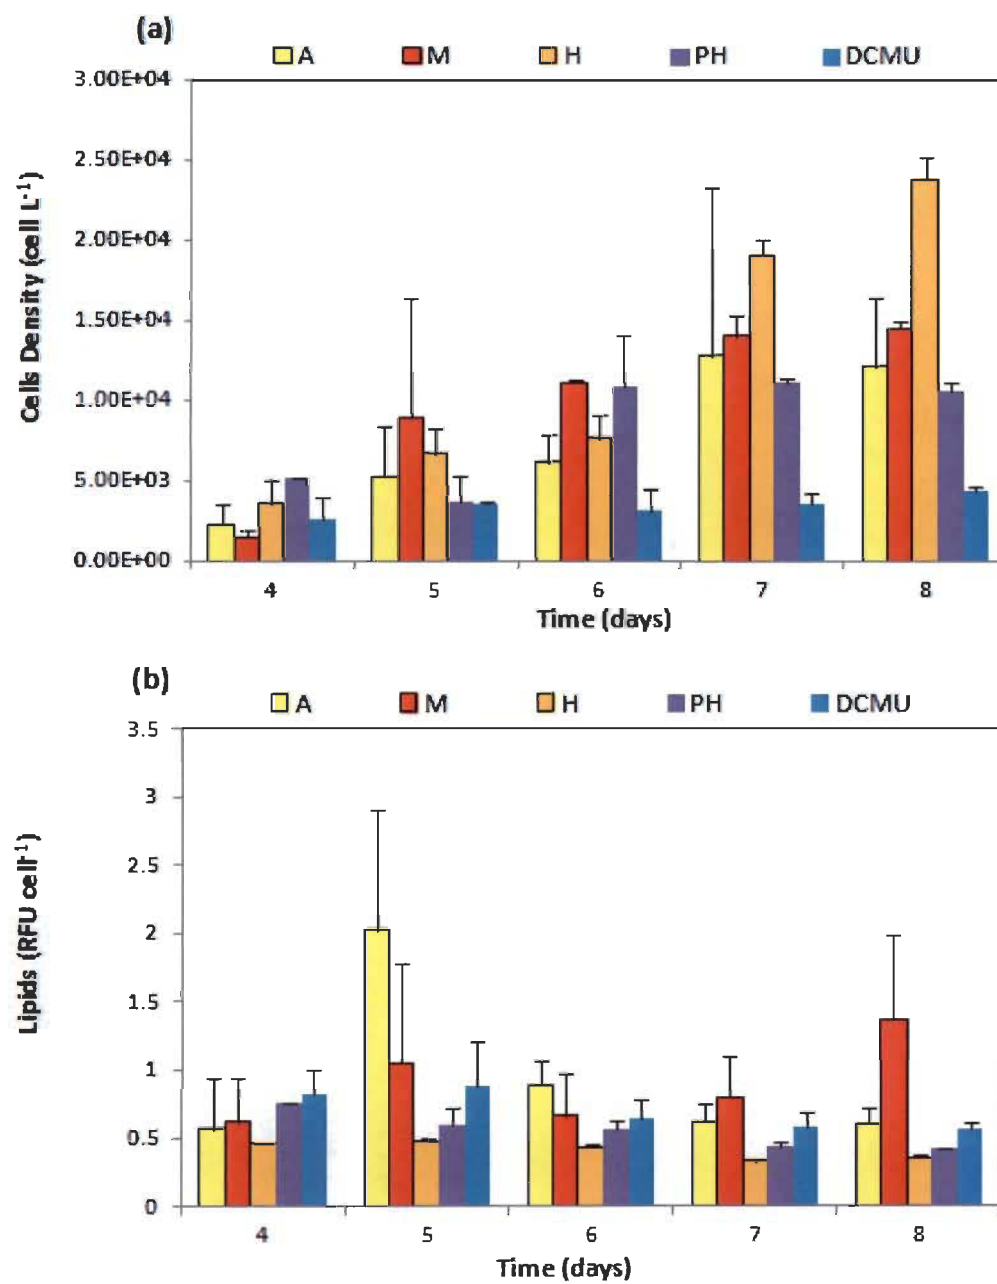 (a)
A M H PH DCMU
3.00E+04
2.50E+04
2.00E+04
1.50E+04
1.00E+04
5.00E+03
0.00E+00
Cells Density (cell L-1)
4 5 6 7 8
Time (days)
(b)
A M H PH DCMU
3.5
3
2.5
2
1.5
1
0.5
0
Lipids (RFU cell-1)
4 5 6 7 8
Time (days)